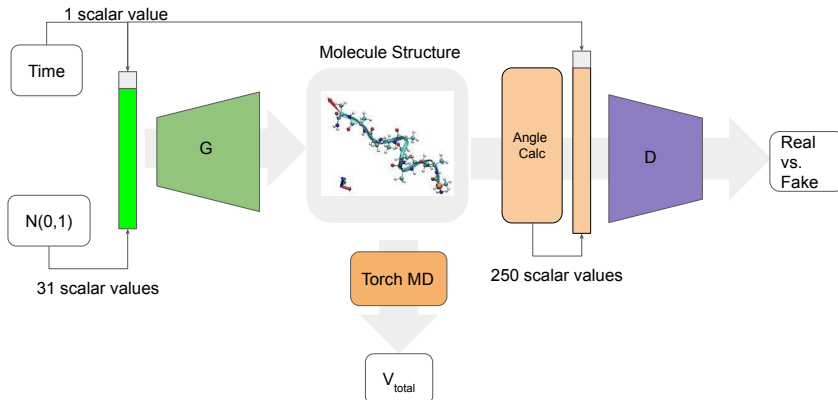 1 scalar value
Time
Molecule Structure
G
Angle
Calc
D
Real
vs.
Fake
N(0,1)
31 scalar values
Torch MD
250 scalar values
V_total